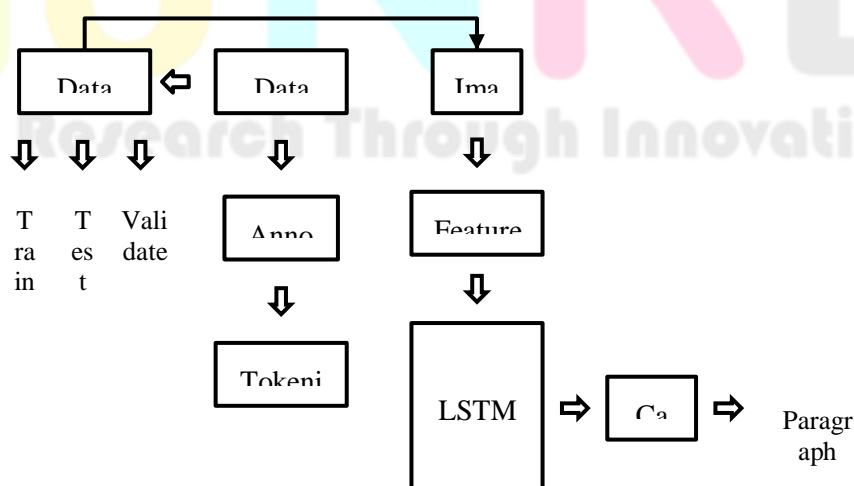 Data
Data
Ima
Research Through Innovati
T
ra
in
T
es
t
Vali
date
Anno
Feature
Tokeni
LSTM
Ca
Paragr
aph